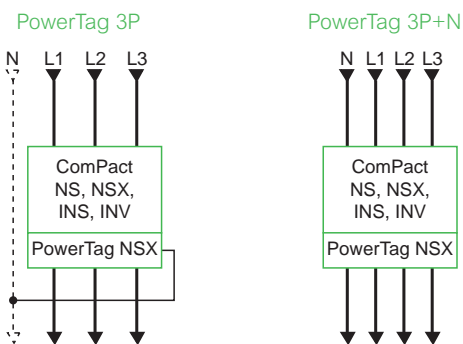 PowerTag 3P
N L1 L2 L3
ComPact
NS, NSX,
INS, INV
PowerTag NSX
PowerTag 3P+N
N L1 L2 L3
ComPact
NS, NSX,
INS, INV
PowerTag NSX